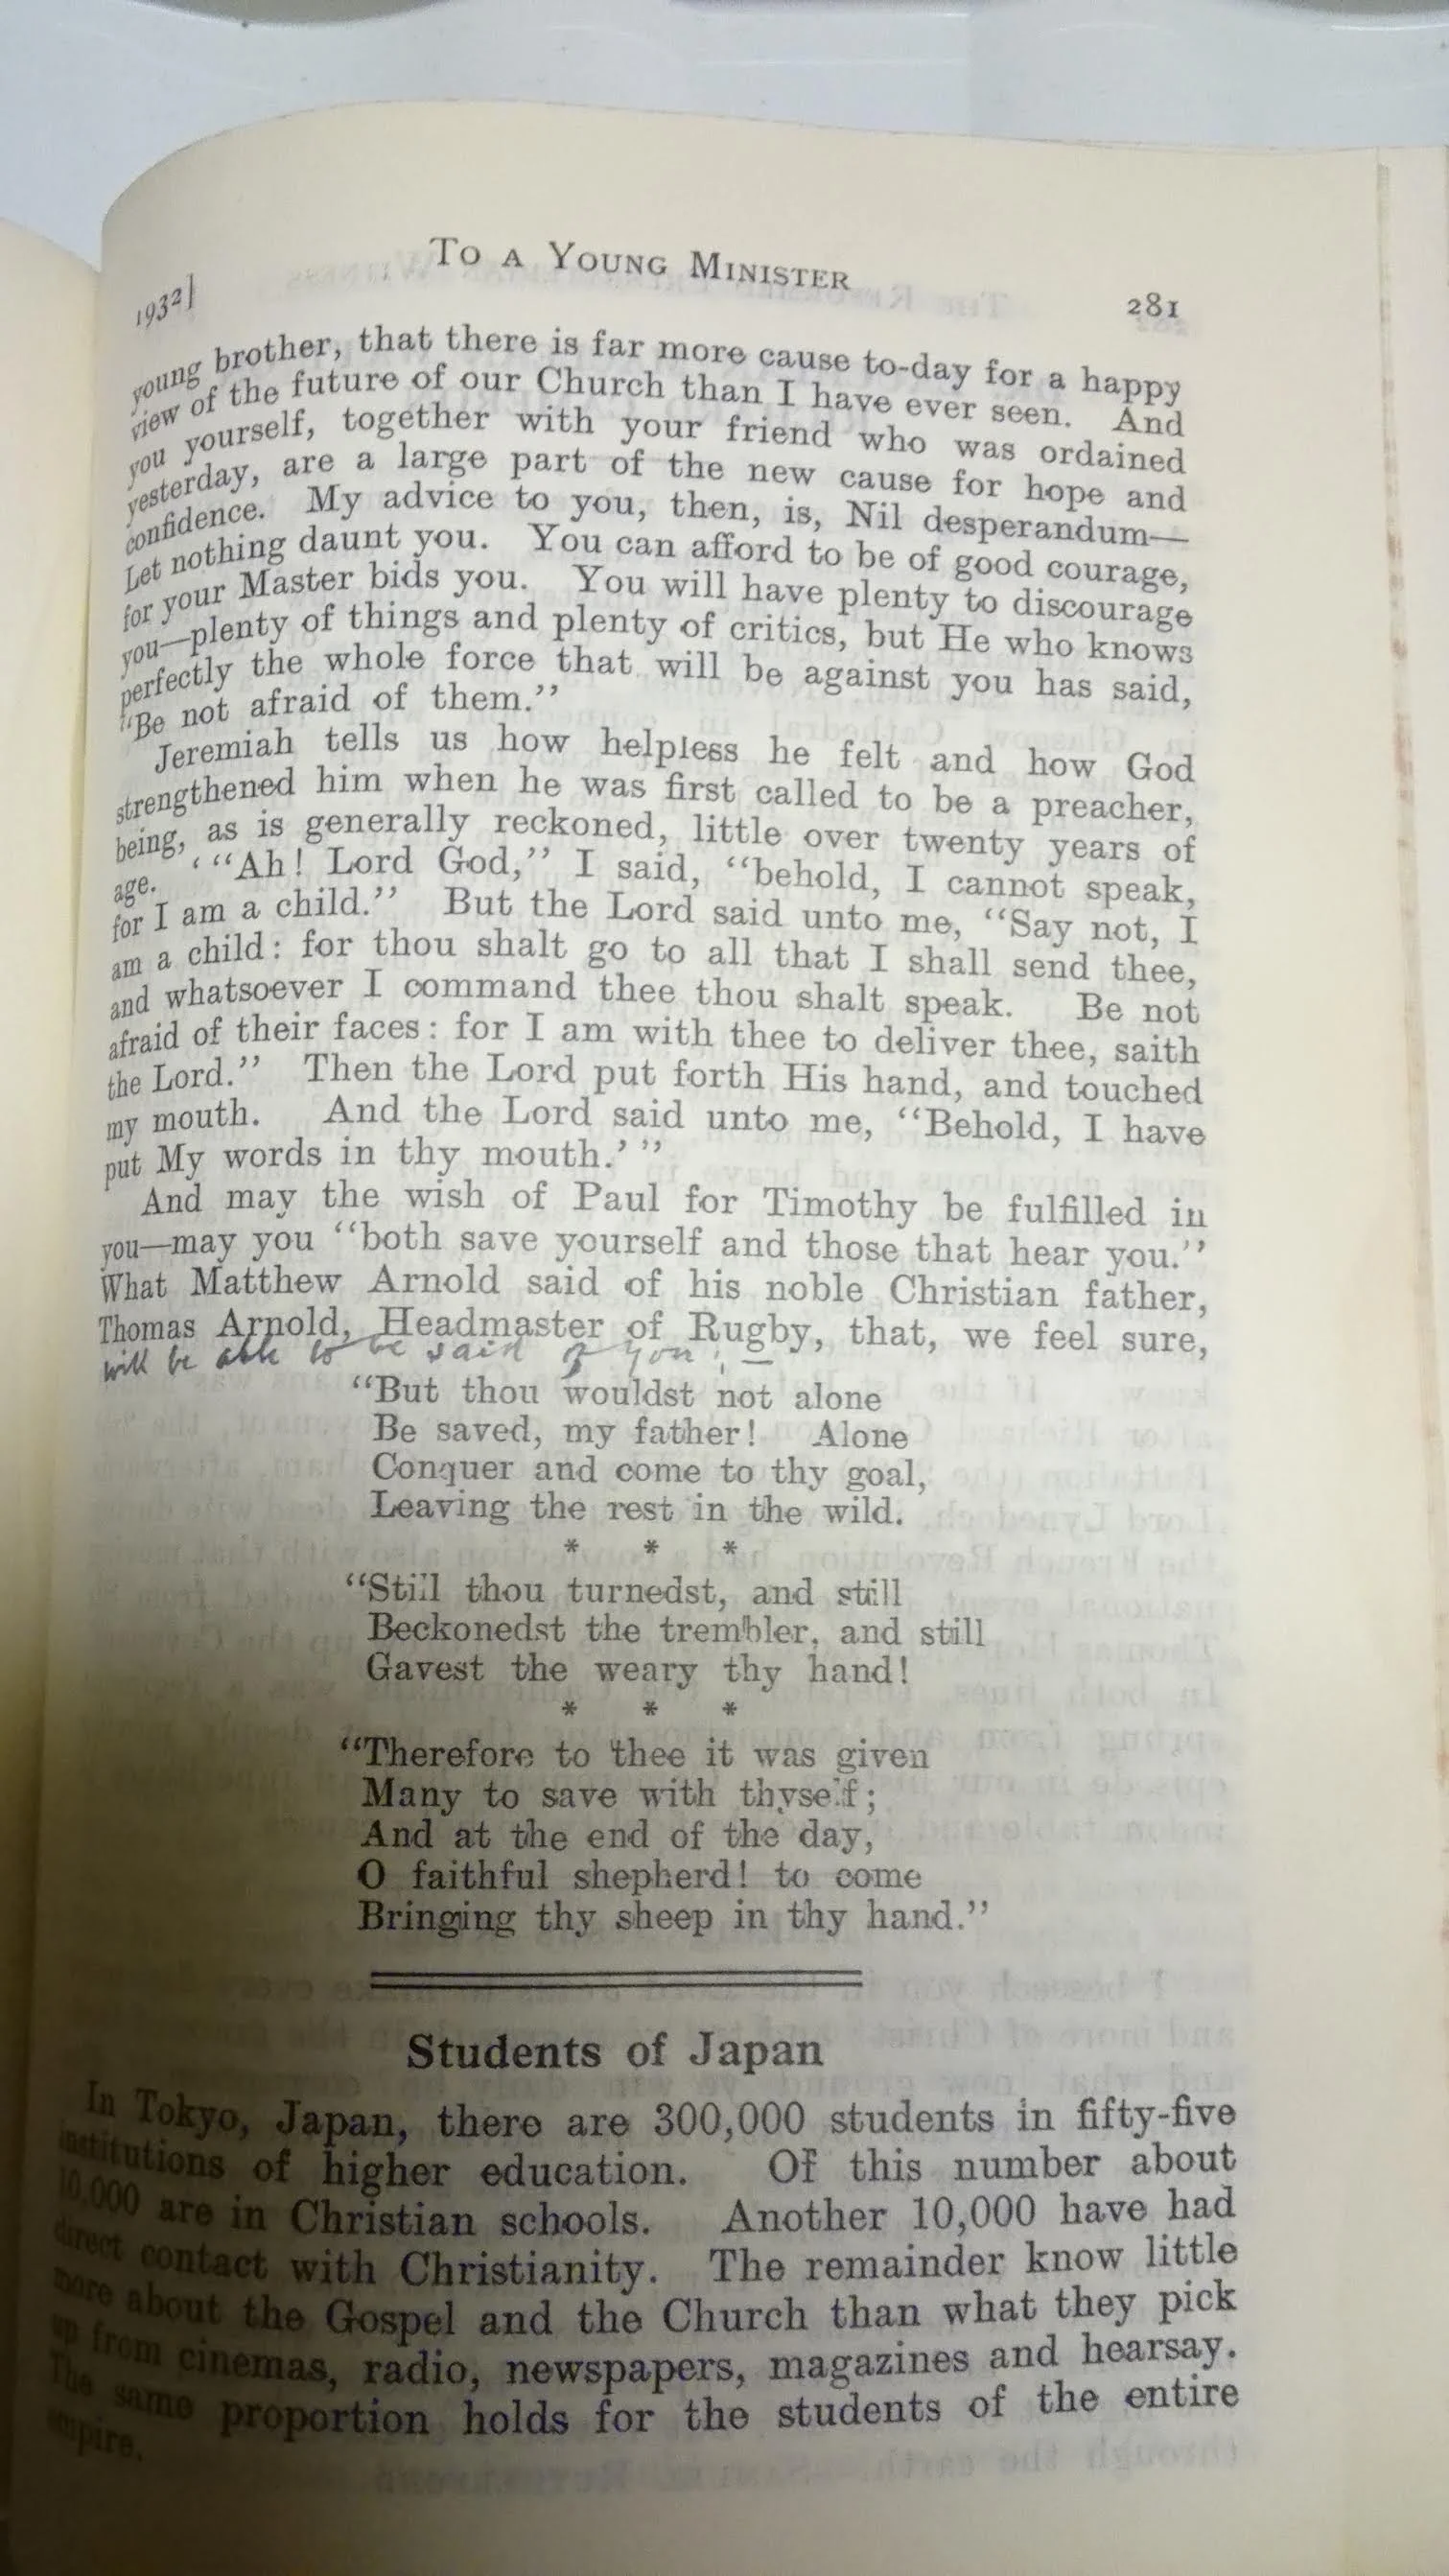 To a Young Minister
1932]
281
young brother, that there is far more cause to-day for a happy
view of the future of our Church than I have ever seen. And
you yourself, together with your friend who was ordained
yesterday, are a large part of the new cause for hope and
confidence. My advice to you, then, is, Nil desperandum—
Let nothing daunt you. You can afford to be of good courage,
for your Master bids you. You will have plenty to discourage
you—plenty of things and plenty of critics, but He who knows
perfectly the whole force that will be against you has said,
"Be not afraid of them."
Jeremiah tells us how helpless he felt and how God
strengthened him when he was first called to be a preacher,
being, as is generally reckoned, little over twenty years of
age. ' "Ah! Lord God," I said, "behold, I cannot speak,
for I am a child." But the Lord said unto me, "Say not, I
am a child: for thou shalt go to all that I shall send thee,
and whatsoever I command thee thou shalt speak. Be not
afraid of their faces: for I am with thee to deliver thee, saith
the Lord." Then the Lord put forth His hand, and touched
my mouth. And the Lord said unto me, "Behold, I have
put My words in thy mouth.' "
And may the wish of Paul for Timothy be fulfilled in
you—may you "both save yourself and those that hear you."
What Matthew Arnold said of his noble Christian father,
Thomas Arnold, Headmaster of Rugby, that, we feel sure,
will be able to be said of you: —
"But thou wouldst not alone
Be saved, my father! Alone
Conquer and come to thy goal,
Leaving the rest in the wild.
* * *
"Still thou turnedst, and still
Beckonedst the trembler, and still
Gavest the weary thy hand!
* * *
"Therefore to thee it was given
Many to save with thyself;
And at the end of the day,
O faithful shepherd! to come
Bringing thy sheep in thy hand."
Students of Japan
In Tokyo, Japan, there are 300,000 students in fifty-five
institutions of higher education. Of this number about
10,000 are in Christian schools. Another 10,000 have had
direct contact with Christianity. The remainder know little
more about the Gospel and the Church than what they pick
up from cinemas, radio, newspapers, magazines and hearsay.
The same proportion holds for the students of the entire
empire.